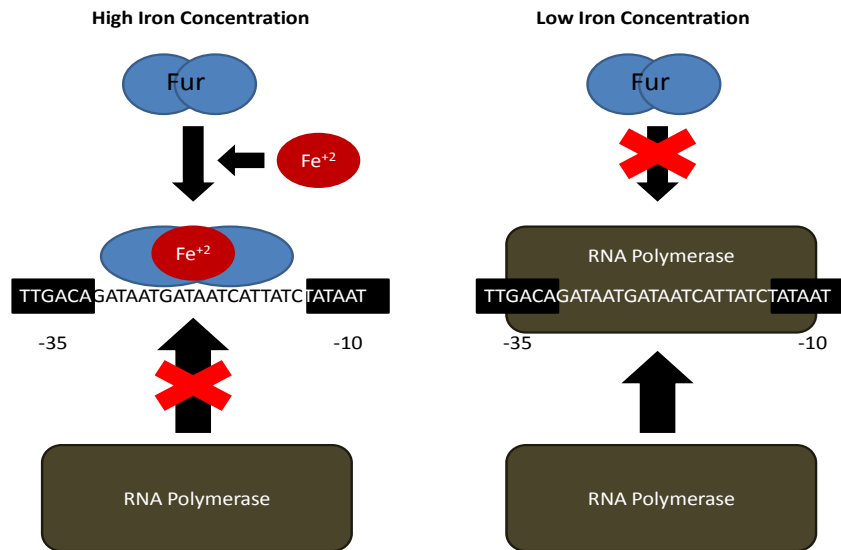 High Iron Concentration
Fur
Fe+2
Fe+2
TTGACAGATAATGATAATCATTATCTATAAT
-35
-10
RNA Polymerase
Low Iron Concentration
Fur
RNA Polymerase
TTGACAGATAATGATAATCATTATCTATAAT
-35
-10
RNA Polymerase